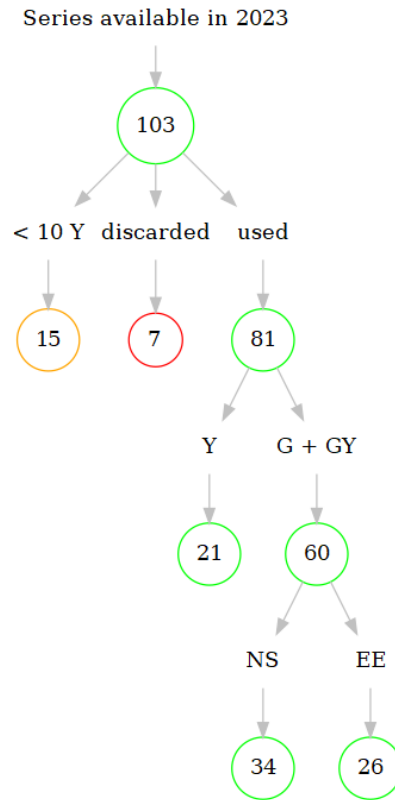 Series available in 2023
103
< 10 Y discarded used
15 7 81
Y G + GY
21 60
NS EE
34 26